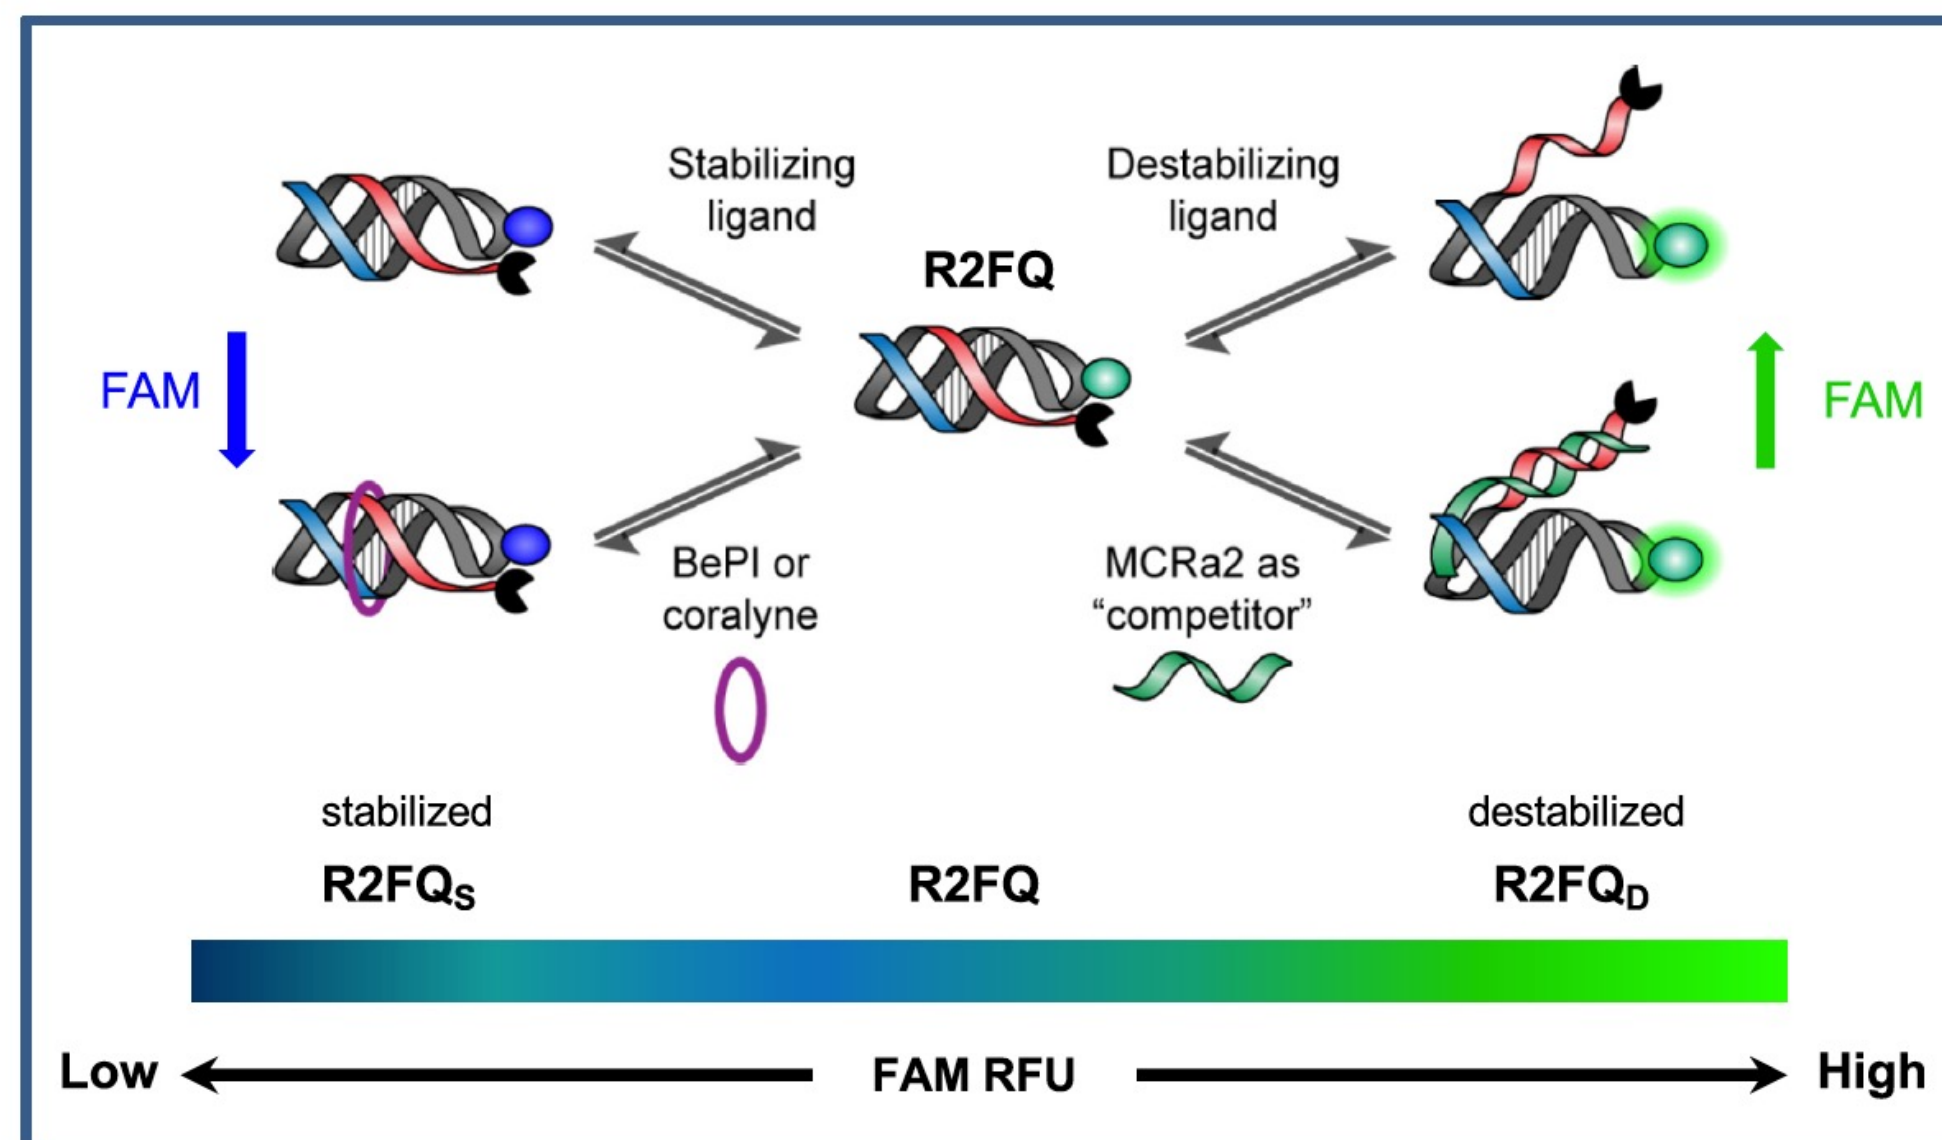 Stabilizing
ligand
Destabilizing
ligand
R2FQ
FAM
FAM
BePI or
coralyne
MCRa2 as
“competitor”
stabilized
destabilized
R2FQS
R2FQ
R2FQD
Low
FAM RFU
High